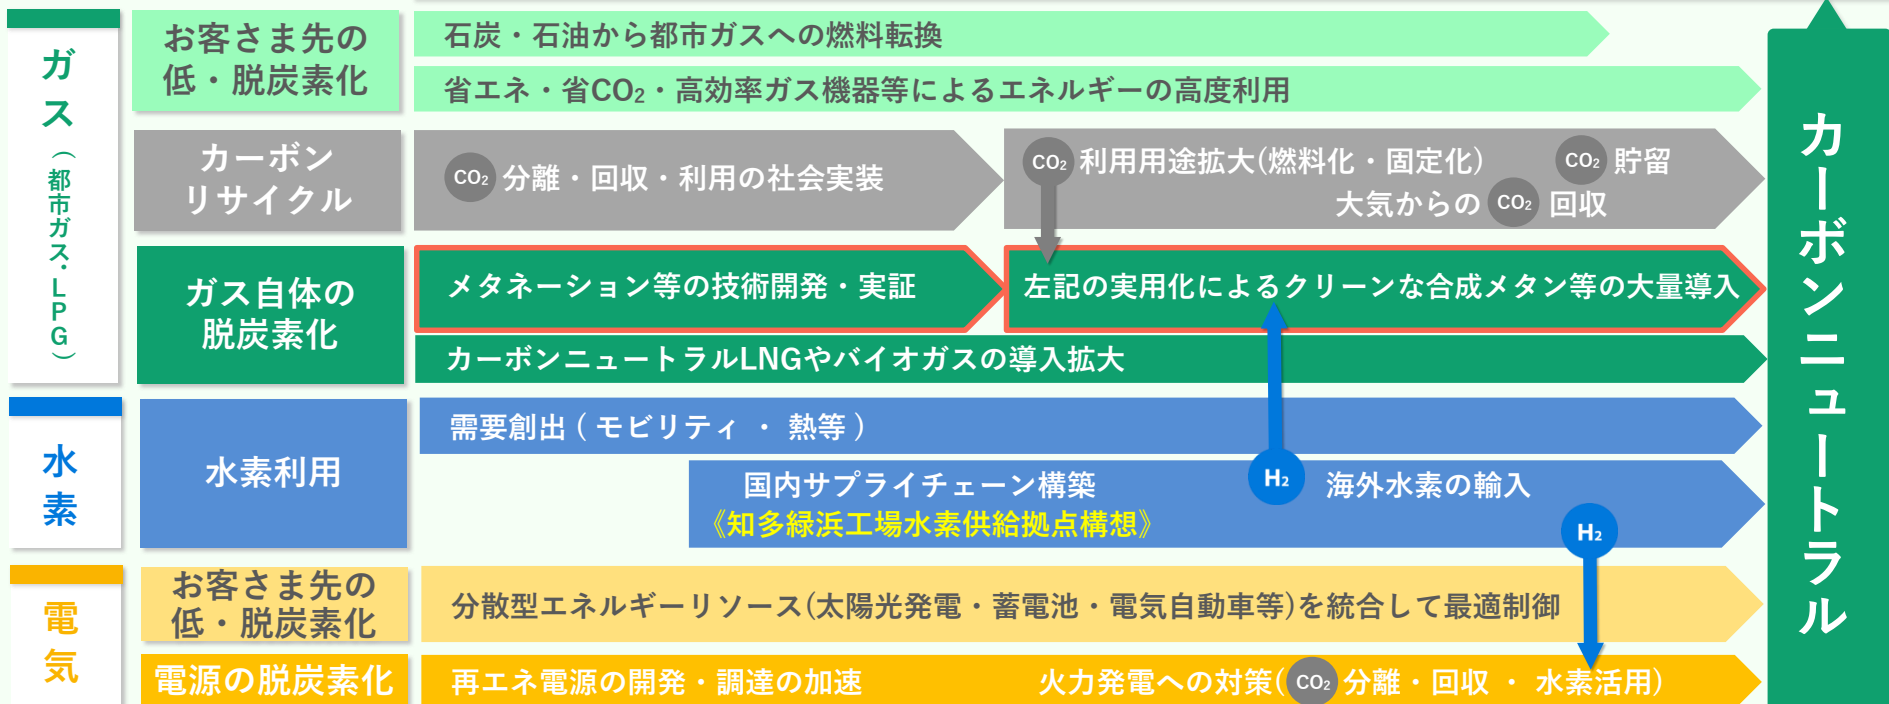 ガス（都市ガス・LPG）
お客さま先の
低・脱炭素化
石炭・石油から都市ガスへの燃料転換
省エネ・省CO₂・高効率ガス機器等によるエネルギーの高度利用
カーボン
リサイクル
CO₂ 分離・回収・利用の社会実装
CO₂ 利用用途拡大(燃料化・固定化)
CO₂ 貯留
大気からの CO₂ 回収
ガス自体の
脱炭素化
メタネーション等の技術開発・実証
左記の実用化によるクリーンな合成メタン等の大量導入
カーボンニュートラルLNGやバイオガスの導入拡大
水素
水素利用
需要創出 ( モビリティ ・ 熱等 )
国内サプライチェーン構築
《知多緑浜工場水素供給拠点構想》
H₂
海外水素の輸入
H₂
電気
お客さま先の
低・脱炭素化
分散型エネルギーリソース(太陽光発電・蓄電池・電気自動車等)を統合して最適制御
電源の脱炭素化
再エネ電源の開発・調達の加速
火力発電への対策( CO₂ 分離・回収 ・ 水素活用)
カーボンニュートラル